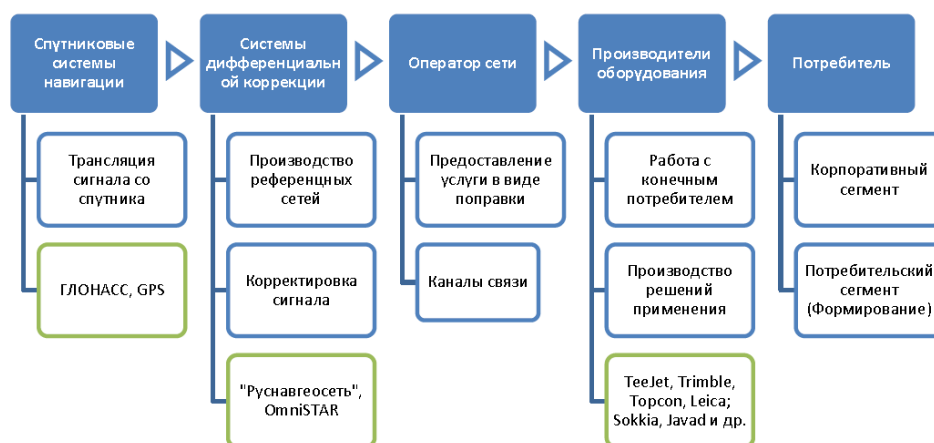 Спутниковые
системы
навигации
Системы
дифференциальн
ой коррекции
Оператор сети
Производители
оборудования
Потребитель
Трансляция
сигнала со
спутника
ГЛОНАСС, GPS
Производство
референцных
сетей
Корректировка
сигнала
"Руснавгеосеть",
OmniSTAR
Предоставление
услуги в виде
поправки
Каналы связи
Работа с
конечным
потребителем
Производство
решений
применения
TeeJet, Trimble,
Topcon, Leica;
Sokkia, Javad и др.
Корпоративный
сегмент
Потребительский
сегмент
(Формирование)